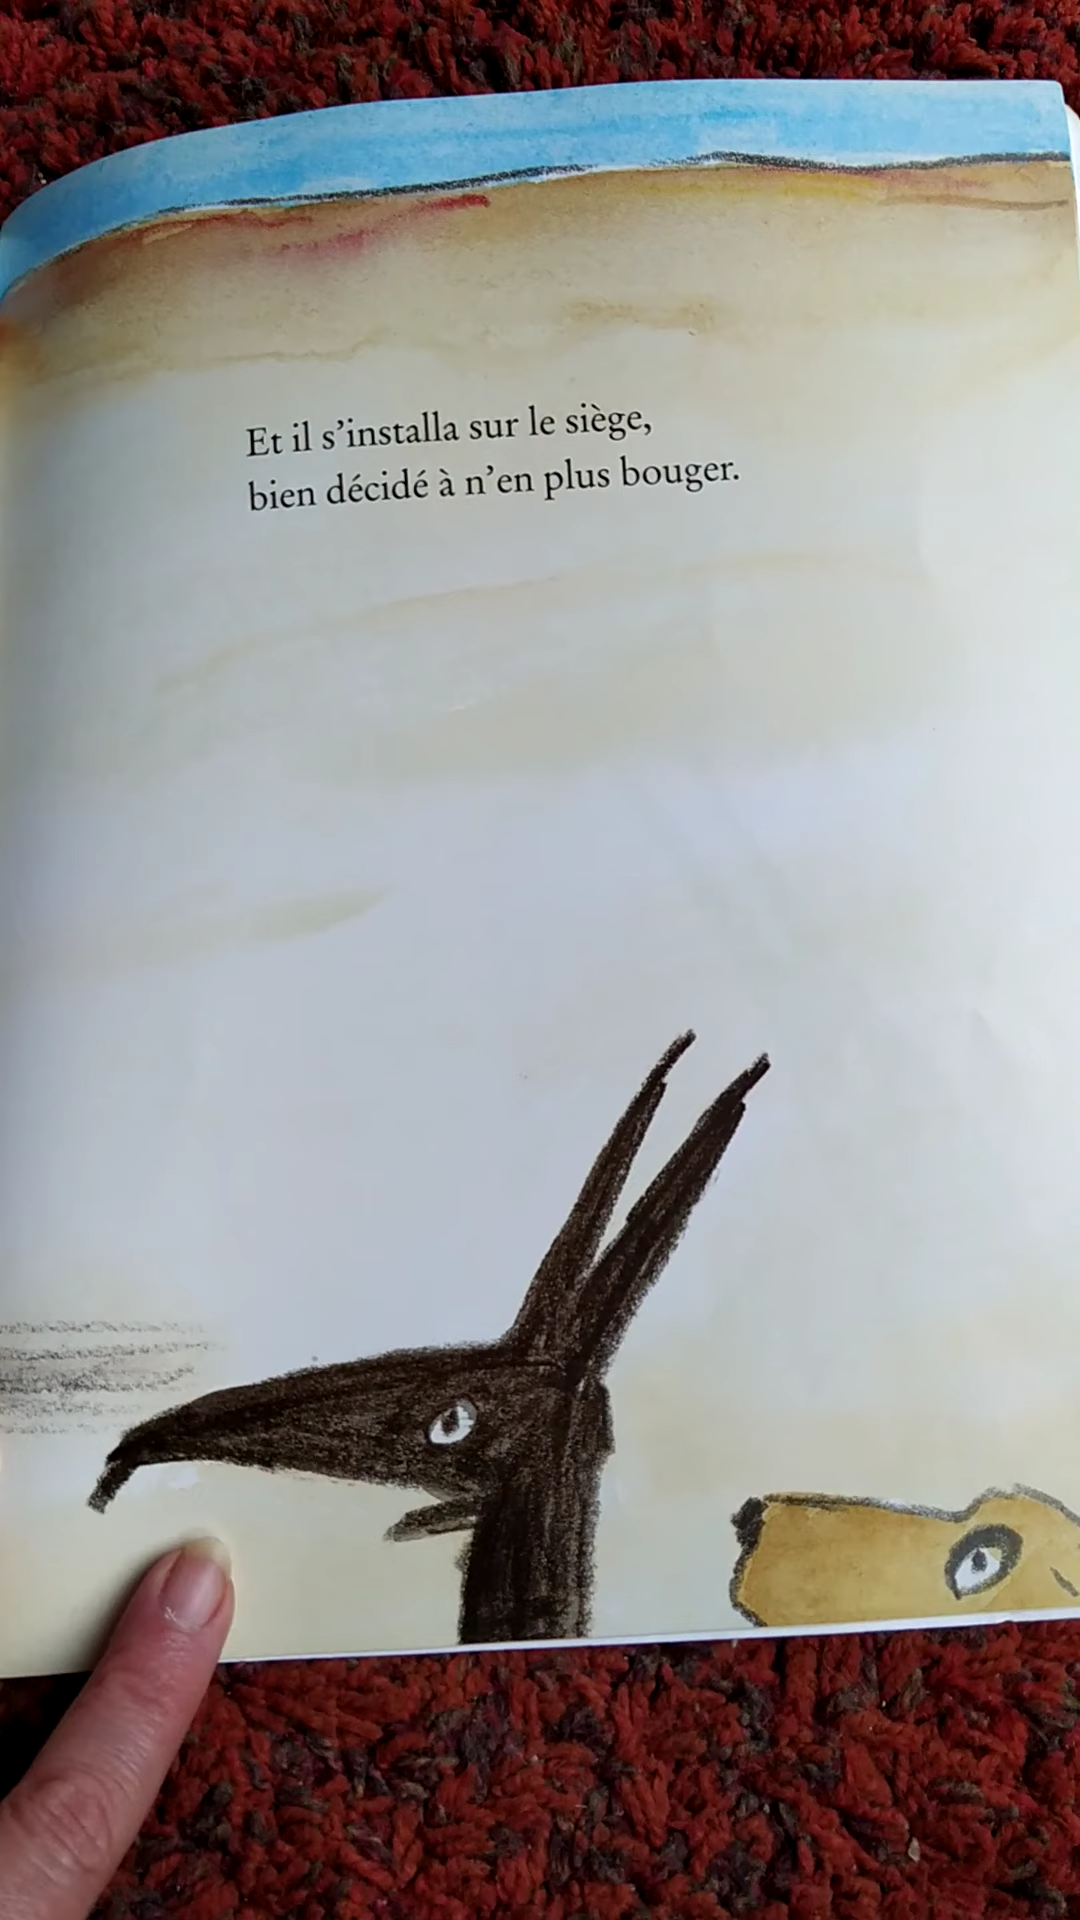 Et il s’installa sur le siège,
bien décidé à n’en plus bouger.